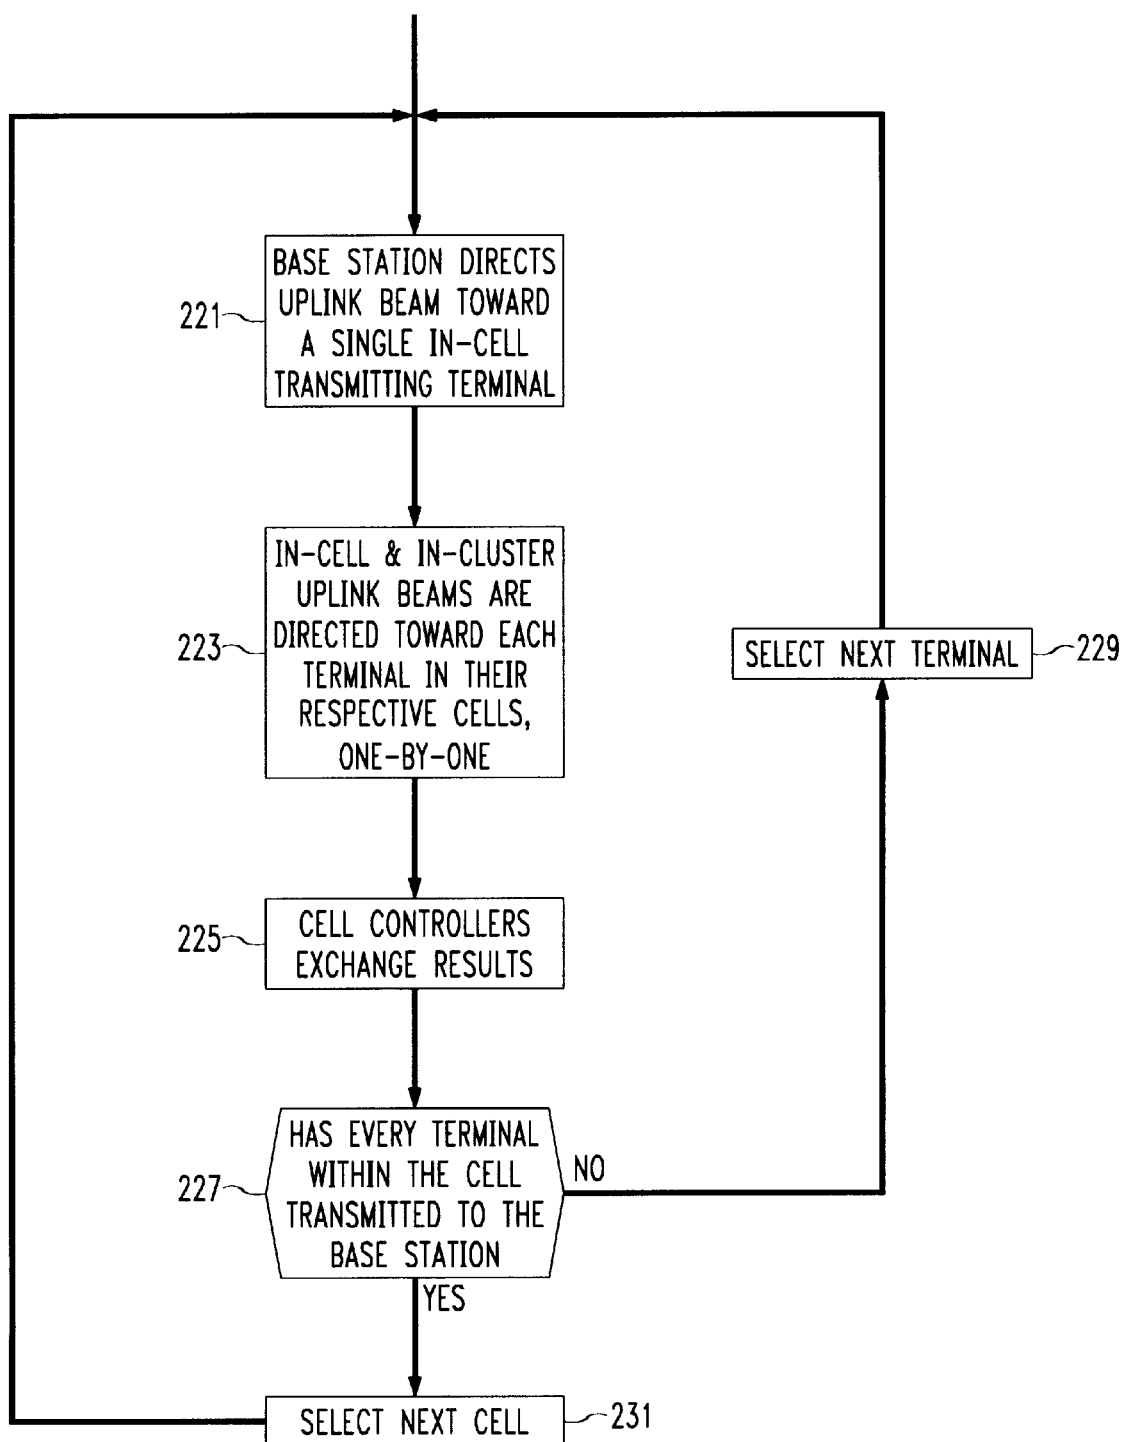 BASE STATION DIRECTS
UPLINK BEAM TOWARD
A SINGLE IN-CELL
TRANSMITTING TERMINAL
221
IN-CELL & IN-CLUSTER
UPLINK BEAMS ARE
DIRECTED TOWARD EACH
TERMINAL IN THEIR
RESPECTIVE CELLS,
ONE-BY-ONE
223
SELECT NEXT TERMINAL
229
CELL CONTROLLERS
EXCHANGE RESULTS
225
HAS EVERY TERMINAL
WITHIN THE CELL
TRANSMITTED TO THE
BASE STATION
227
NO
YES
SELECT NEXT CELL
231